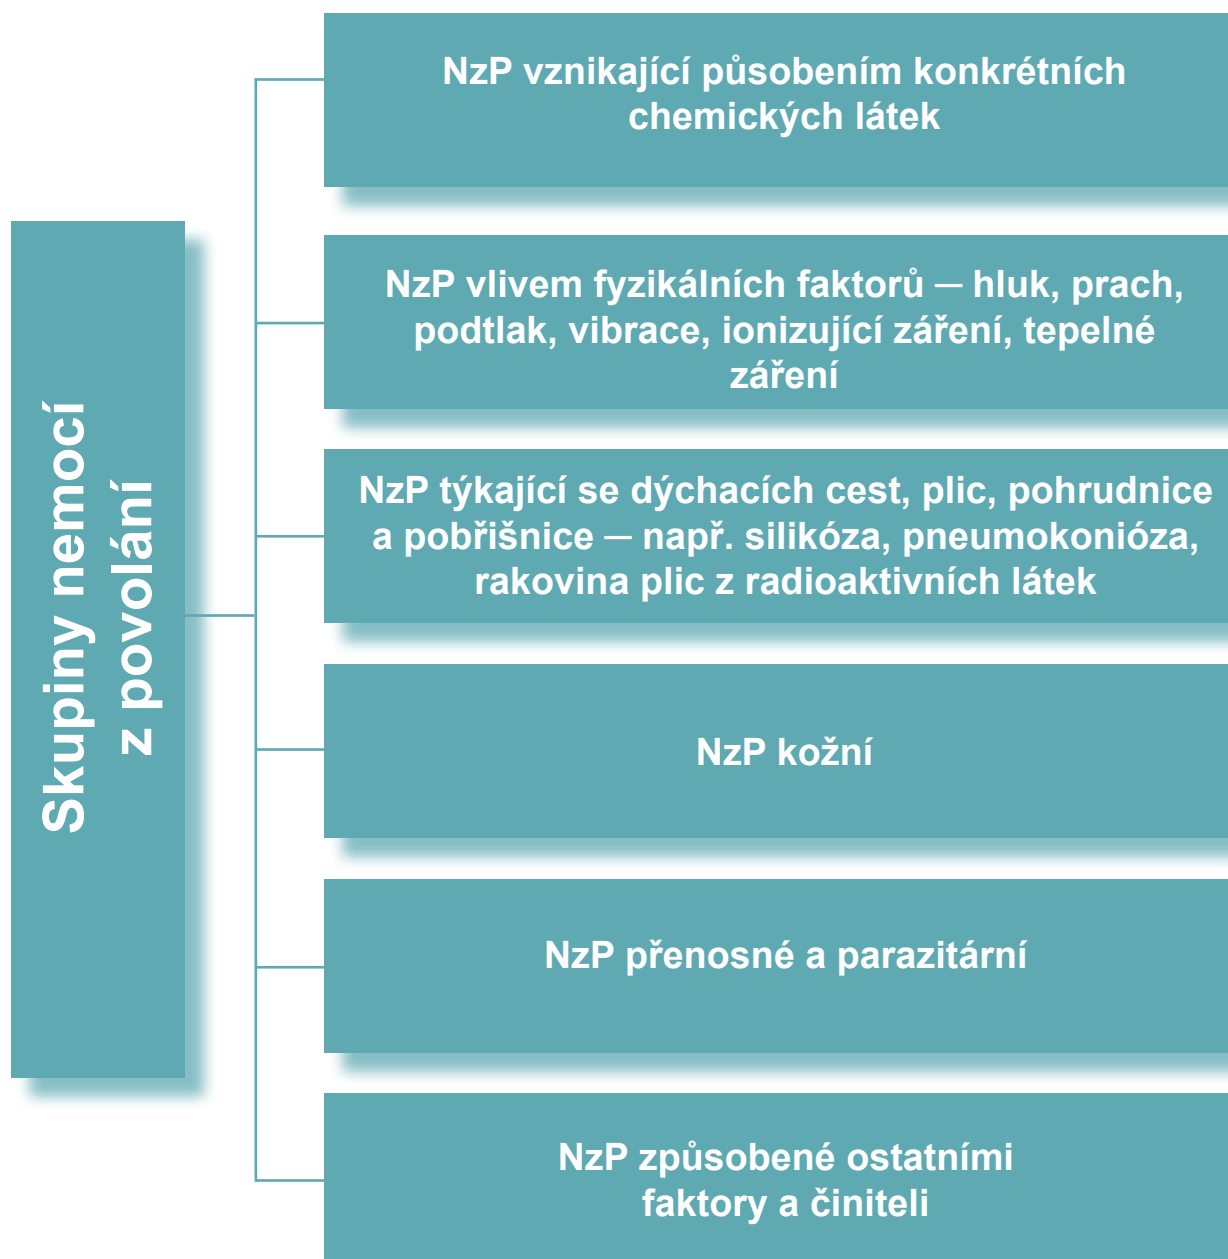 Skupiny nemocí
z povolání
NzP vznikající působením konkrétních
chemických látek
NzP vlivem fyzikálních faktorů — hluk, prach,
podtlak, vibrace, ionizující záření, tepelné
záření
NzP týkající se dýchacích cest, plic, pohrudnice
a pobřišnice — např. silikóza, pneumokonióza,
rakovina plic z radioaktivních látek
NzP kožní
NzP přenosné a parazitární
NzP způsobené ostatními
faktory a činiteli